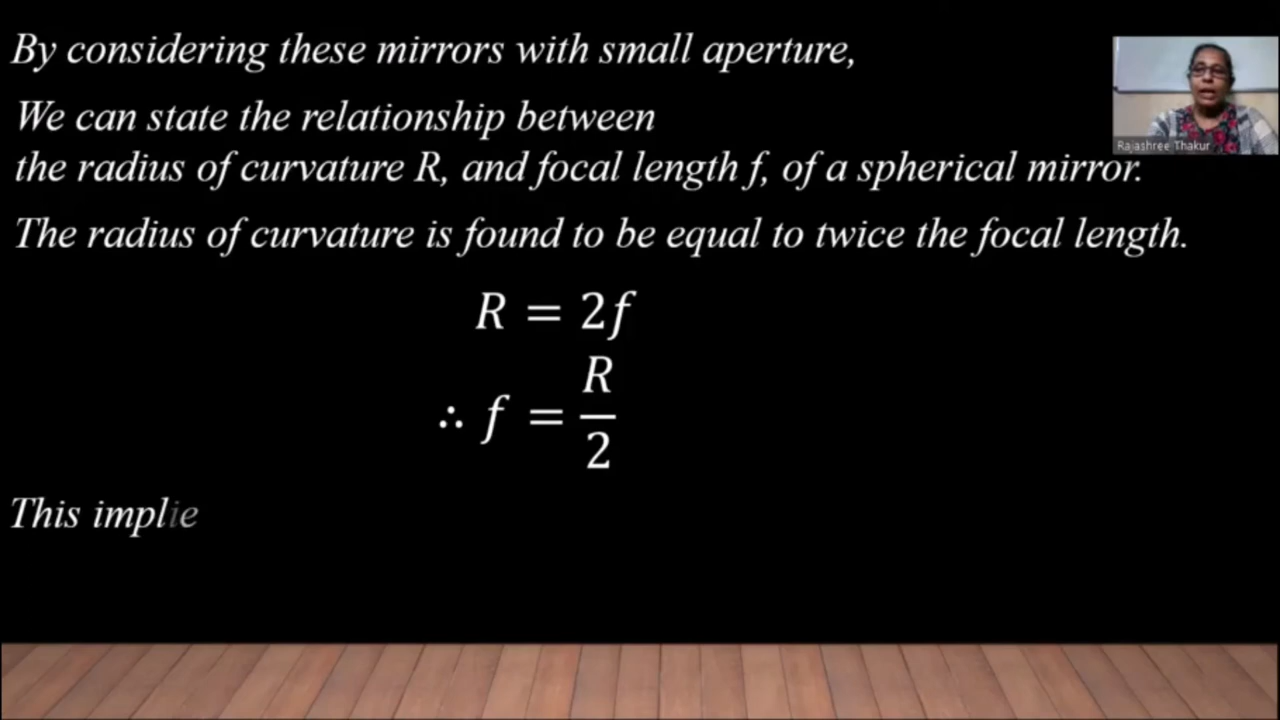 By considering these mirrors with small aperture,
We can state the relationship between
the radius of curvature R, and focal length f, of a spherical mirror.
The radius of curvature is found to be equal to twice the focal length.
R = 2f
∴ f = R/2
This implie
Rajashree Thakur